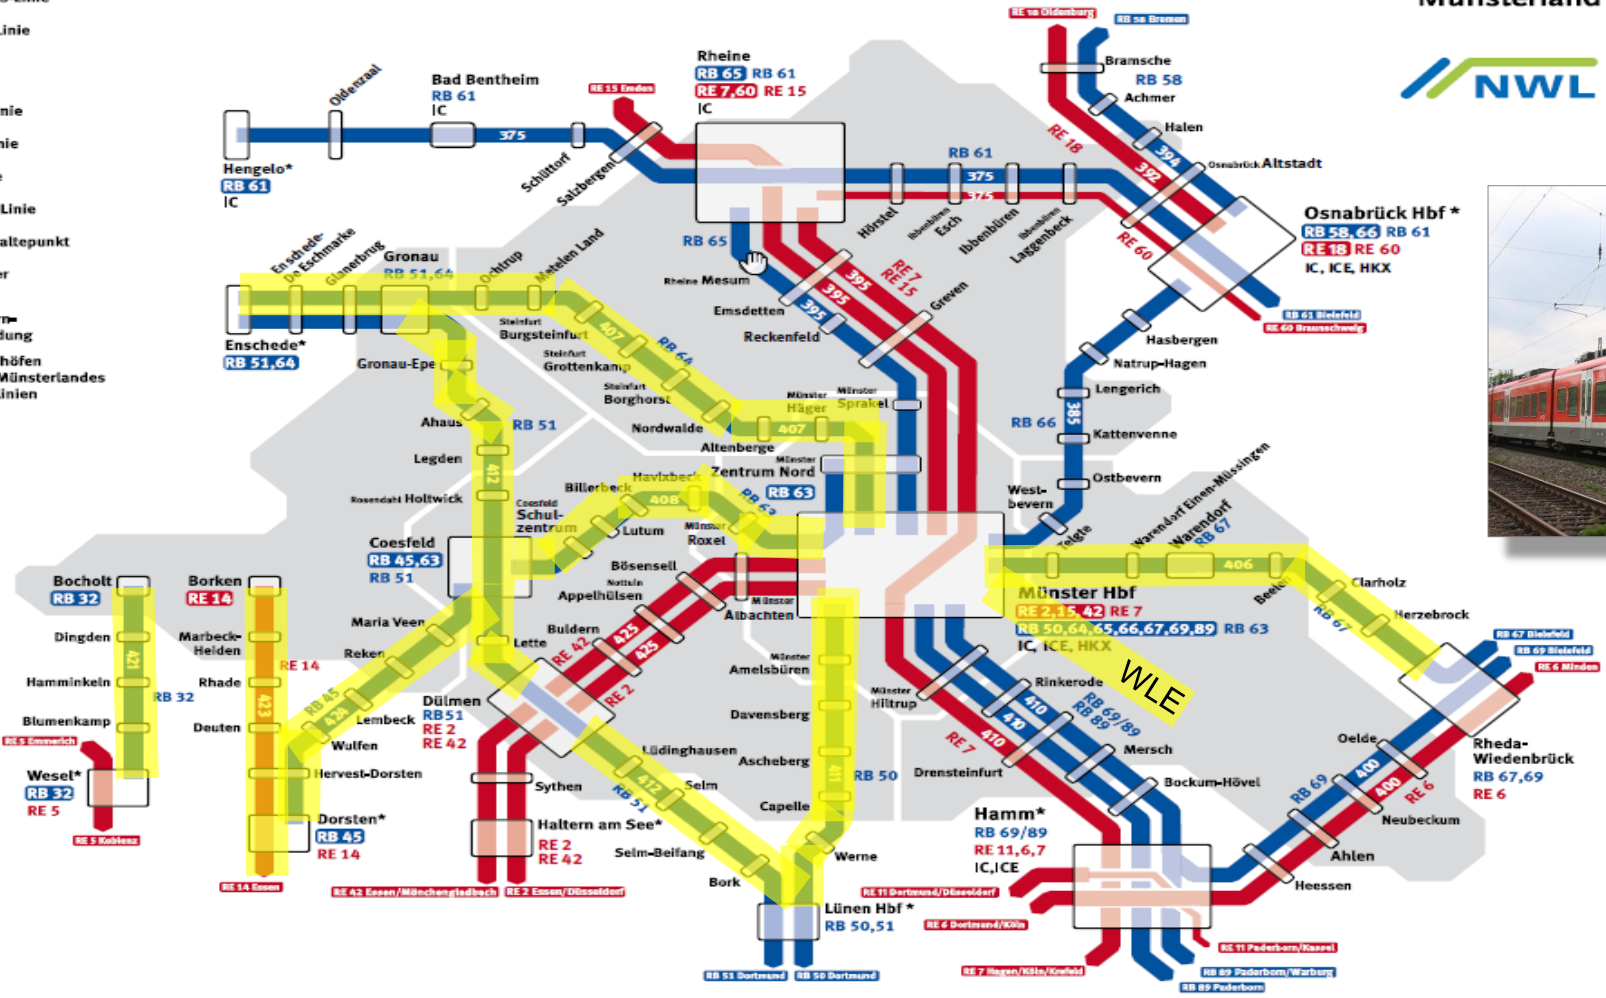 Linie
nie
nie
Linie
altepunkt
er
n-
dung
höfen
Münsterlandes
inien
Münsterland
NWL
RE 18 Oldenburg
RB 58 Bremen
Bramsche
RB 58
Achmer
Halen
Osnabrück Altstadt
RE 18
394
392
Osnabrück Hbf *
RB 58,66 RB 61
RE 18 RE 60
IC, ICE, HKX
RE 60
RB 61 Bielefeld
RE 60 Braunschweig
Rheine
RB 65 RB 61
RE 7,60 RE 15
IC
RE 15 Emden
Bad Bentheim
RB 61
IC
Oldenzaal
375
Schüttorf
Salzbergen
Hengelo*
RB 61
IC
RB 61
375
375
Hörstel
Ibbenbüren
Esch
Ibbenbüren
Ibbenbüren
Laggenbeck
RB 65
Rheine Mesum
Emsdetten
Reckenfeld
395
395
395
RE 7
RE 15
Greven
Hasbergen
Natrup-Hagen
Lengerich
385
RB 66
Kattenvenne
Ostbevern
West-
bevern
Enschede-
De Eschmarke
Glanerbrug
Gronau
RB 51,64
Ochtrup
Metelen Land
Enschede*
RB 51,64
Steinfurt
Burgsteinfurt
Steinfurt
Grottenkamp
Steinfurt
Borghorst
407
RB 64
Nordwalde
Altenberge
Münster
Häger
407
Münster
Sprakel
Münster
Zentrum Nord
RB 63
Gronau-Epe
Ahaus
RB 51
Legden
412
Rosendahl Holtwick
Coesfeld
Schul-
zentrum
Billerbeck
Havixbeck
408
RB 63
Lutum
Münster
Roxel
Coesfeld
RB 45,63
RB 51
Bösensell
Nottuln
Appelhülsen
Münster
Albachten
Buldern
425
425
RE 42
RE 2
Telgte
Warendorf Einen-Müssingen
Warendorf
RB 67
406
Beelen
Clarholz
Herzebrock
RB 67
Münster Hbf
RE 2,15,42 RE 7
RB 50,64,65,66,67,69,89 RB 63
IC, ICE, HKX
WLE
RB 67 Bielefeld
RB 69 Bielefeld
RE 6 Minden
Rheda-
Wiedenbrück
RB 67,69
RE 6
Bocholt
RB 32
Dingden
421
Hamminkeln
RB 32
Blumenkamp
RE 5 Emmerich
Wesel*
RB 32
RE 5
RE 5 Koblenz
Borken
RE 14
Marbeck-
Heiden
RE 14
Rhade
423
Deuten
Hervest-Dorsten
Dorsten*
RB 45
RE 14
RE 14 Essen
Maria Veen
Reken
RB 45
424
Lembeck
Wulfen
Lette
Dülmen
RB51
RE 2
RE 42
Sythen
Haltern am See*
RE 2
RE 42
RE 42 Essen/Mönchengladbach
RE 2 Essen/Düsseldorf
Lüdinghausen
412
RB 51
Selm
Selm-Beifang
Bork
Münster
Amelsbüren
Davensberg
Ascheberg
411
RB 50
Capelle
Werne
Lünen Hbf *
RB 50,51
RB 51 Dortmund
RB 50 Dortmund
Münster
Hiltrup
Rinkerode
410
410
410
RB 69/89
RB 89
RE 7
Drensteinfurt
Mersch
Bockum-Hövel
Hamm*
RB 69/89
RE 11,6,7
IC,ICE
RE 11 Dortmund/Düsseldorf
RE 6 Dortmund/Köln
RE 7 Hagen/Köln/Krefeld
RE 11 Paderborn/Kassel
RB 89 Paderborn/Warburg
RB 89 Paderborn
Oelde
400
400
RB 69
RE 6
Neubeckum
Ahlen
Heessen